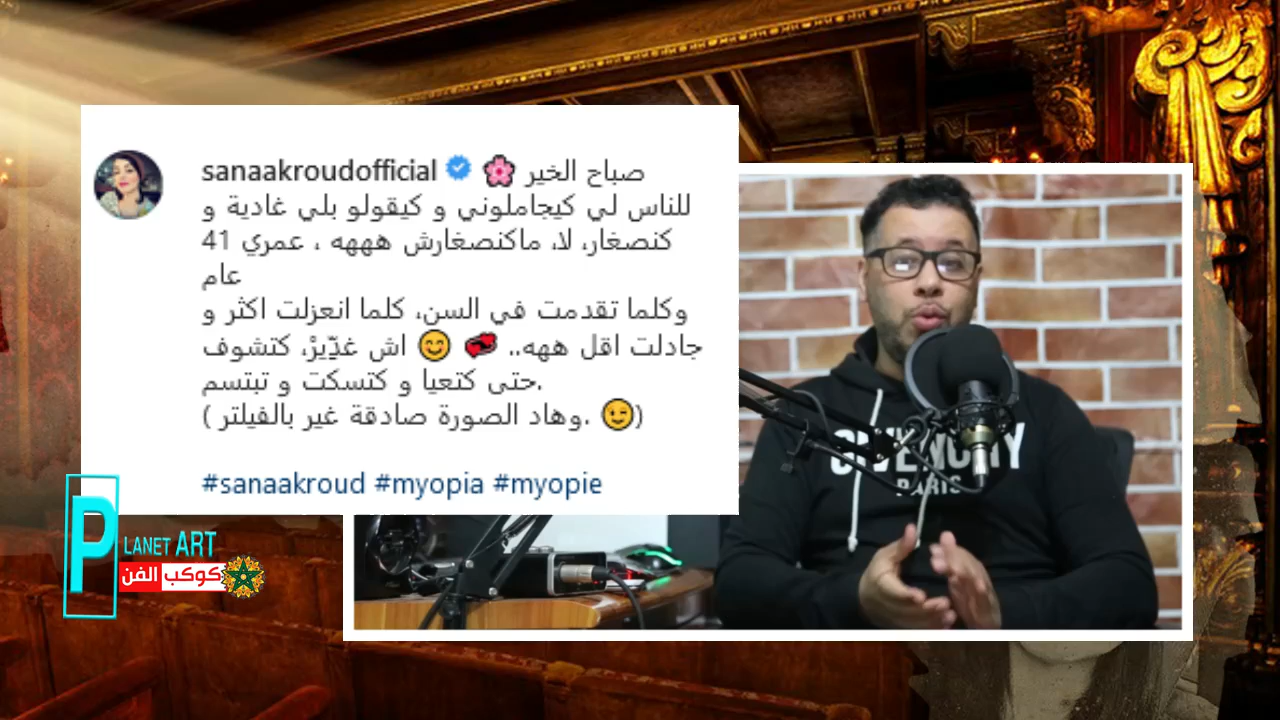 sanaakroudofficial صباح الخير
للناس لي كيجاملوني و كيقولو بلي غادية و
كنصغار، لا، ماكنصغارش هههه ، عمري 41
عام
وكلما تقدمت في السن، كلما انعزلت اكثر و
جادلت اقل ههه.. 💞 😊 اش غدّيرْ، كتشوف
حتى كتعيا و كتسكت و تبتسم.
( وهاد الصورة صادقة غير بالفيلتر. 😉)
#sanaakroud #myopia #myopie
GIVENCHY
PARIS
PLANET ART
كوكب الفن